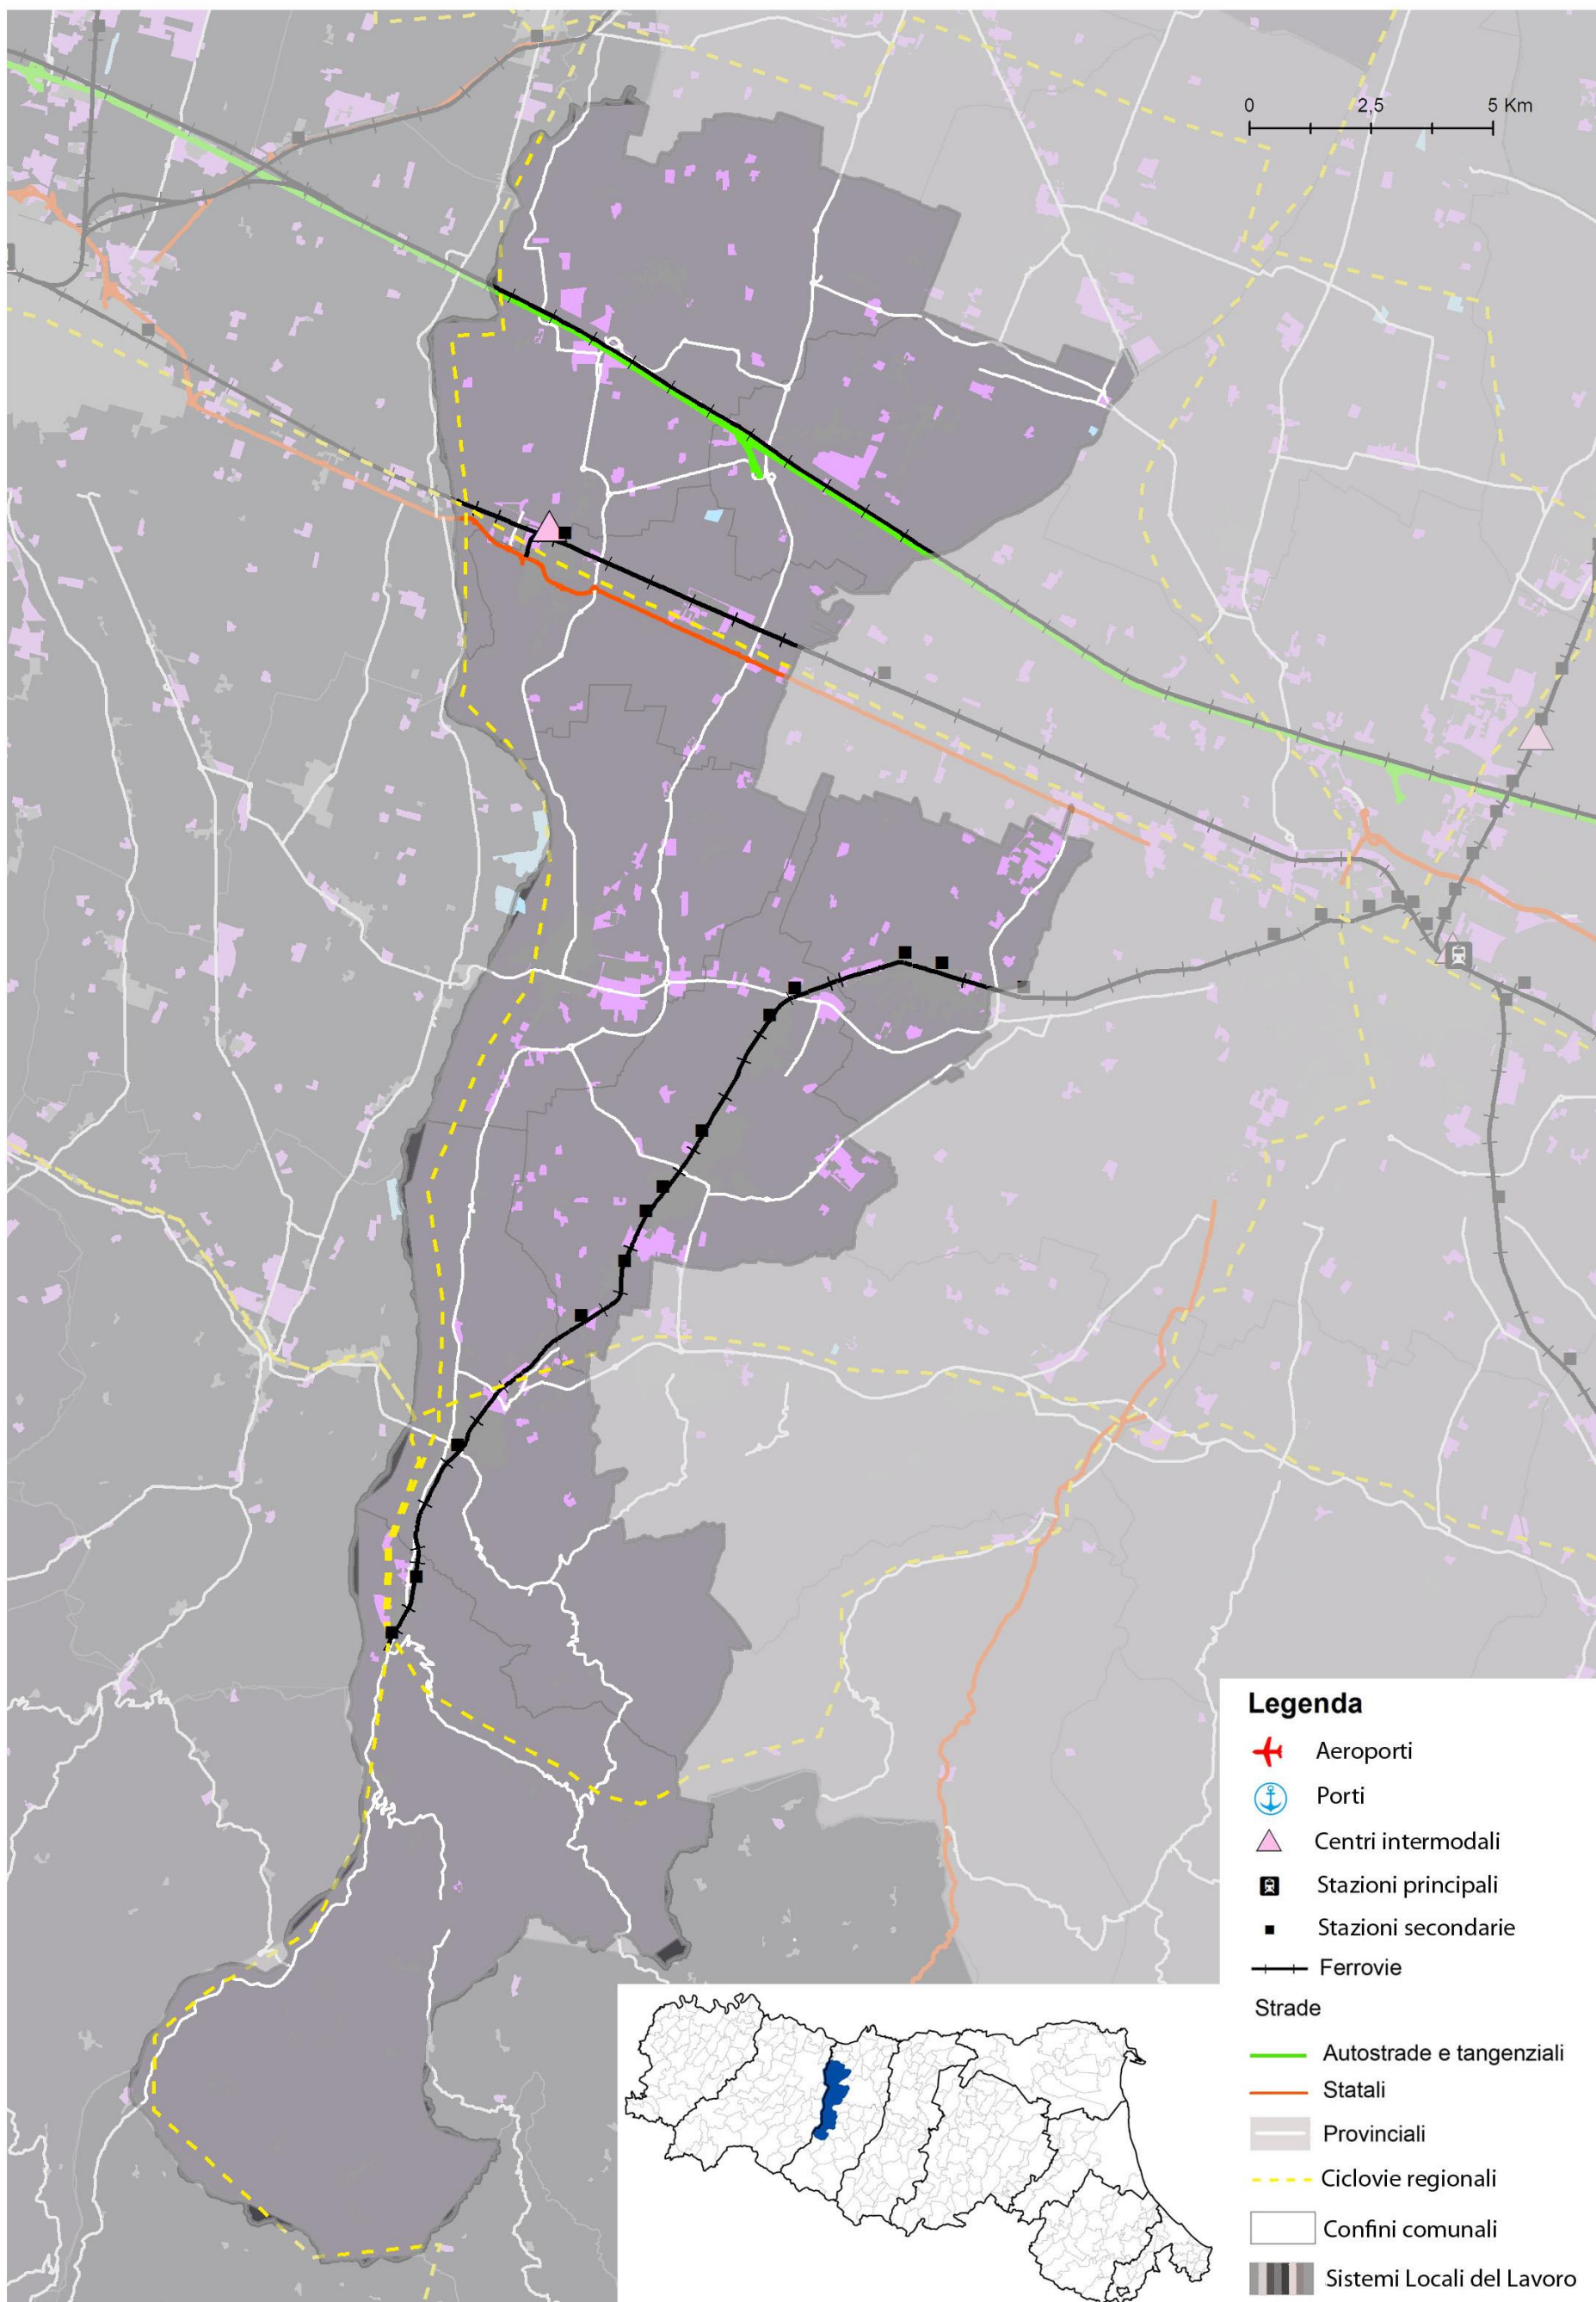 0 2,5 5 Km
Legenda
Aeroporti
Porti
Centri intermodali
Stazioni principali
Stazioni secondarie
Ferrovie
Strade
Autostrade e tangenziali
Statali
Provinciali
Ciclovie regionali
Confini comunali
Sistemi Locali del Lavoro